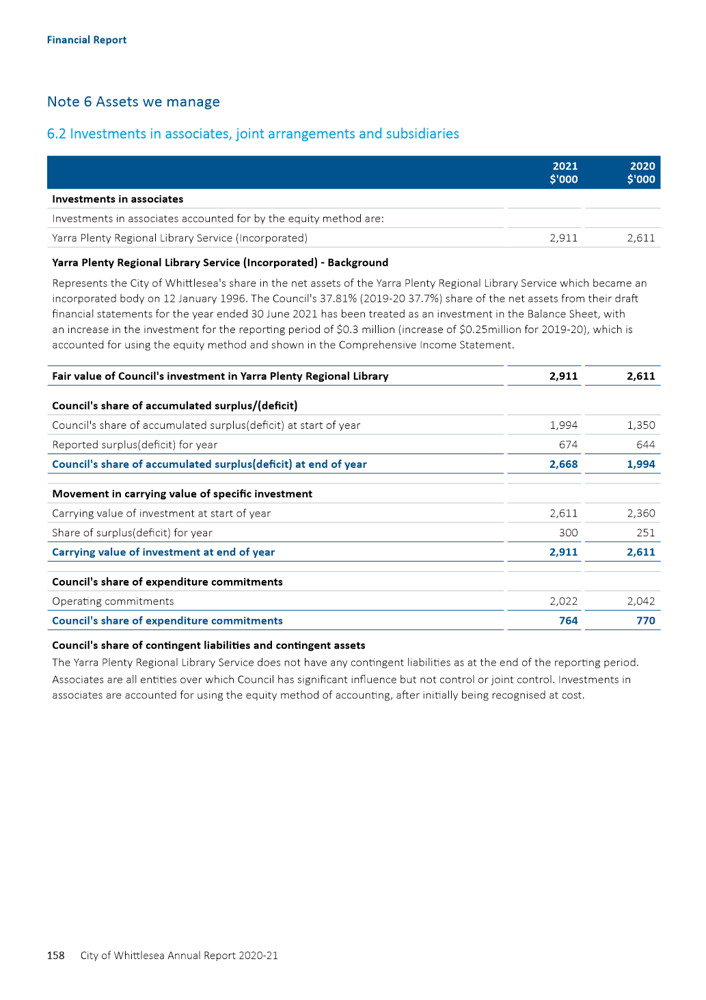 Financial Report
Note 6 Assets we manage
6.2 Investments in associates, joint arrangements and subsidiaries
2021 2020
$'000 $'000
Investments in associates
Investments in associates accounted for by the equity method are:
Yarra Plenty Regional Library Service (Incorporated) 2,911 2,611
Yarra Plenty Regional Library Service (Incorporated) - Background
Represents the City of Whittlesea's share in the net assets of the Yarra Plenty Regional Library Service which became an
incorporated body on 12 January 1996. The Council's 37.81% (2019-20 37.7%) share of the net assets from their draft
financial statements for the year ended 30 June 2021 has been treated as an investment in the Balance Sheet, with
an increase in the investment for the reporting period of $0.3 million (increase of $0.25million for 2019-20), which is
accounted for using the equity method and shown in the Comprehensive Income Statement.
Fair value of Council's investment in Yarra Plenty Regional Library 2,911 2,611
Council's share of accumulated surplus/(deficit)
Council's share of accumulated surplus(deficit) at start of year 1,994 1,350
Reported surplus(deficit) for year 674 644
Council's share of accumulated surplus(deficit) at end of year 2,668 1,994
Movement in carrying value of specific investment
Carrying value of investment at start of year 2,611 2,360
Share of surplus(deficit) for year 300 251
Carrying value of investment at end of year 2,911 2,611
Council's share of expenditure commitments
Operating commitments 2,022 2,042
Council's share of expenditure commitments 764 770
Council's share of contingent liabilities and contingent assets
The Yarra Plenty Regional Library Service does not have any contingent liabilities as at the end of the reporting period.
Associates are all entities over which Council has significant influence but not control or joint control. Investments in
associates are accounted for using the equity method of accounting, after initially being recognised at cost.
158 City of Whittlesea Annual Report 2020-21